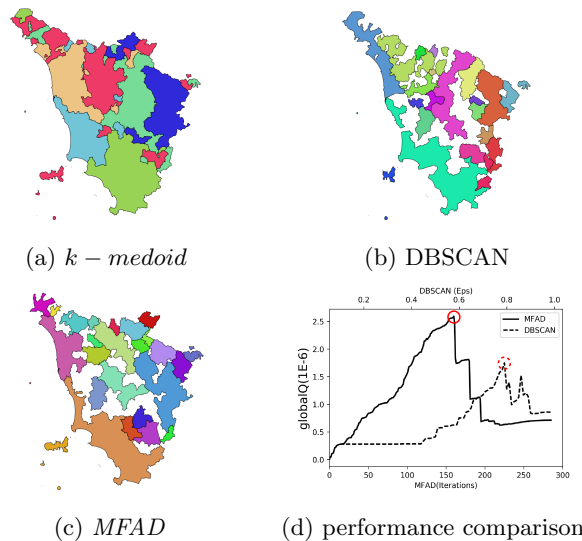 (a) k − medoid
(b) DBSCAN
DBSCAN (Eps)
0.2 0.4 0.6 0.8 1.0
MFAD
DBSCAN
globalQ(1E-6)
2.5
2.0
1.5
1.0
0.5
0.0
0 50 100 150 200 250 300
MFAD(Iterations)
(c) MFAD
(d) performance comparison